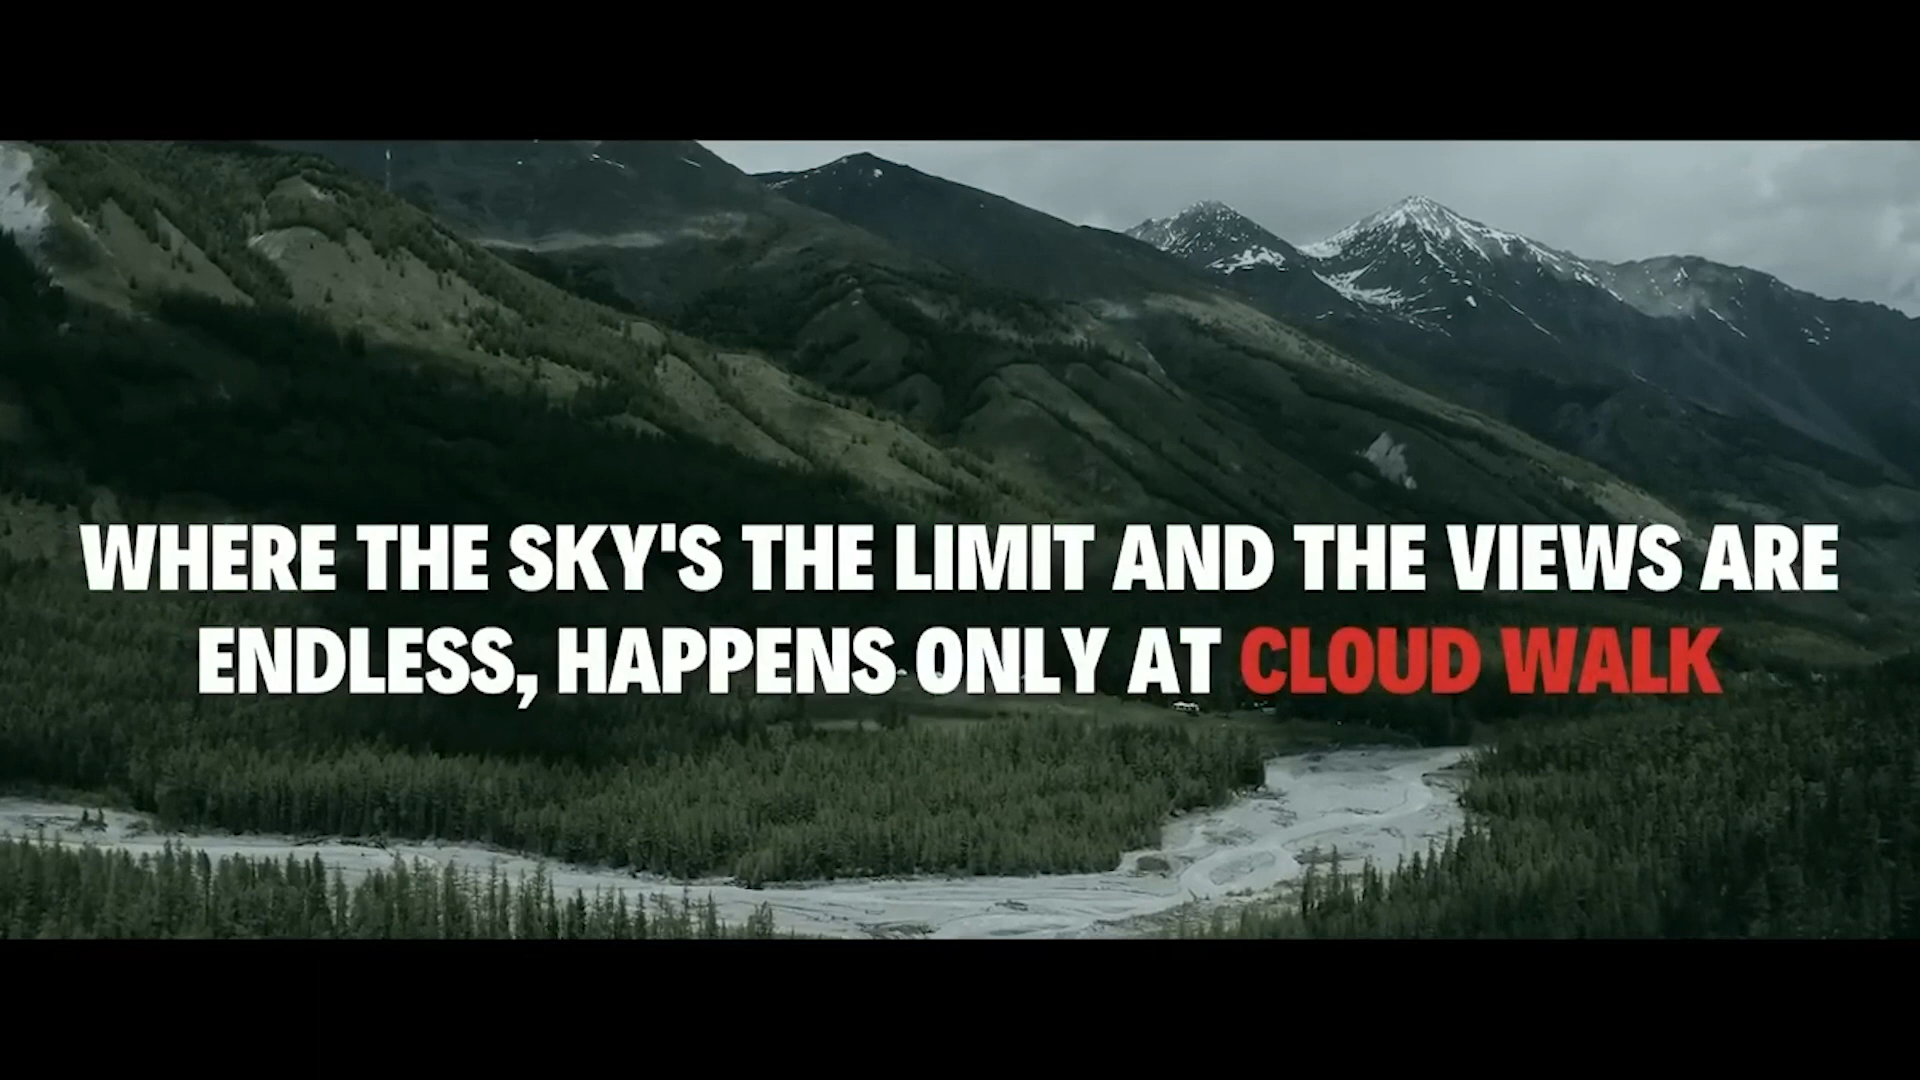 WHERE THE SKY'S THE LIMIT AND THE VIEWS ARE
ENDLESS, HAPPENS ONLY AT CLOUD WALK